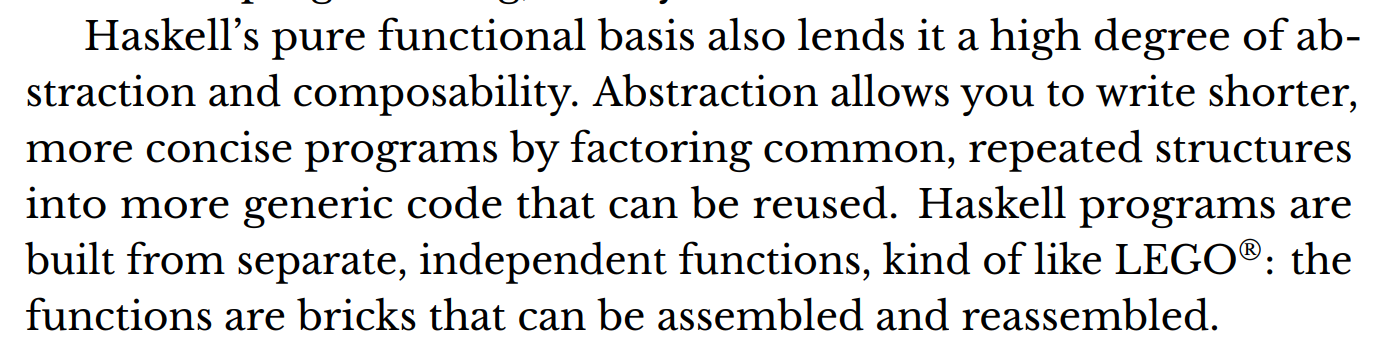 Haskell’s pure functional basis also lends it a high degree of ab-
straction and composability. Abstraction allows you to write shorter,
more concise programs by factoring common, repeated structures
into more generic code that can be reused. Haskell programs are
built from separate, independent functions, kind of like LEGO®: the
functions are bricks that can be assembled and reassembled.